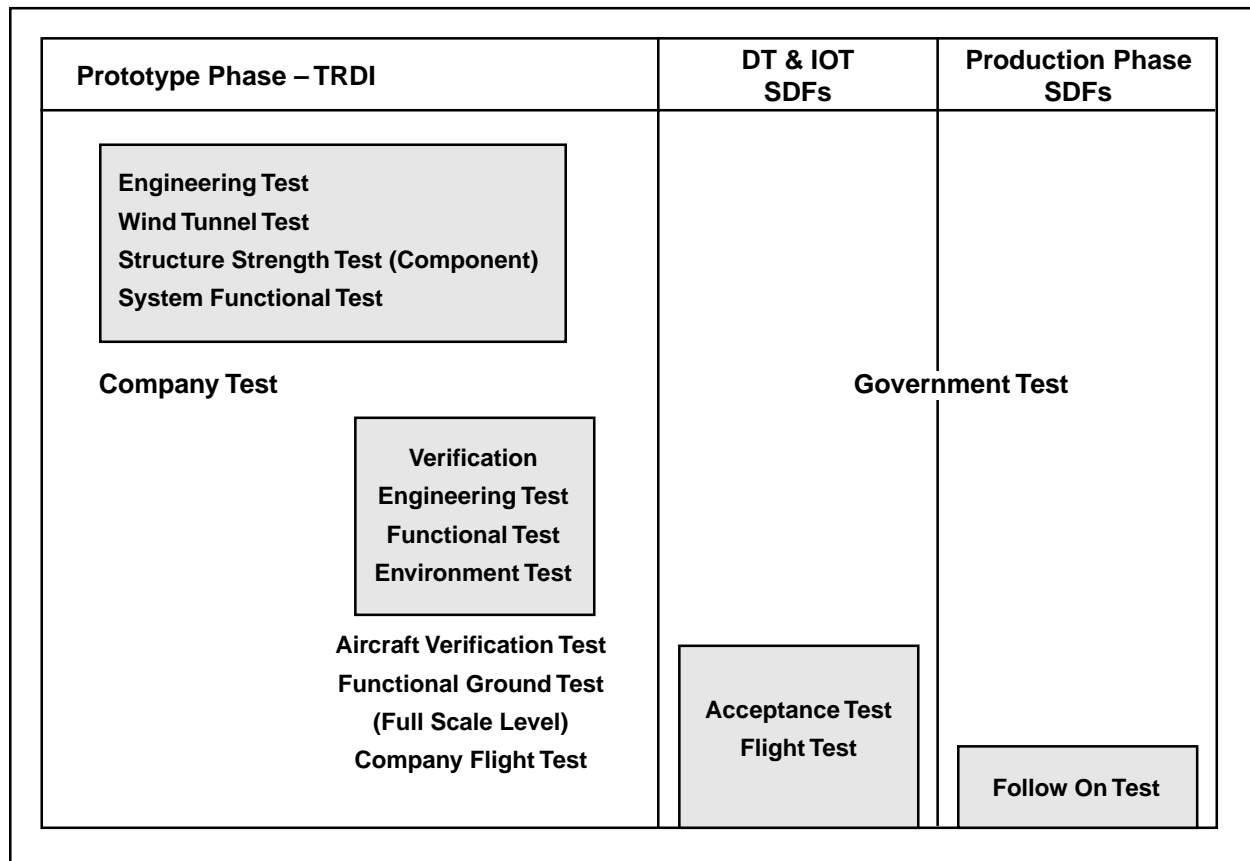 Prototype Phase – TRDI
DT & IOT
SDFs
Production Phase
SDFs
Engineering Test
Wind Tunnel Test
Structure Strength Test (Component)
System Functional Test
Company Test
Government Test
Verification
Engineering Test
Functional Test
Environment Test
Aircraft Verification Test
Functional Ground Test
(Full Scale Level)
Company Flight Test
Acceptance Test
Flight Test
Follow On Test